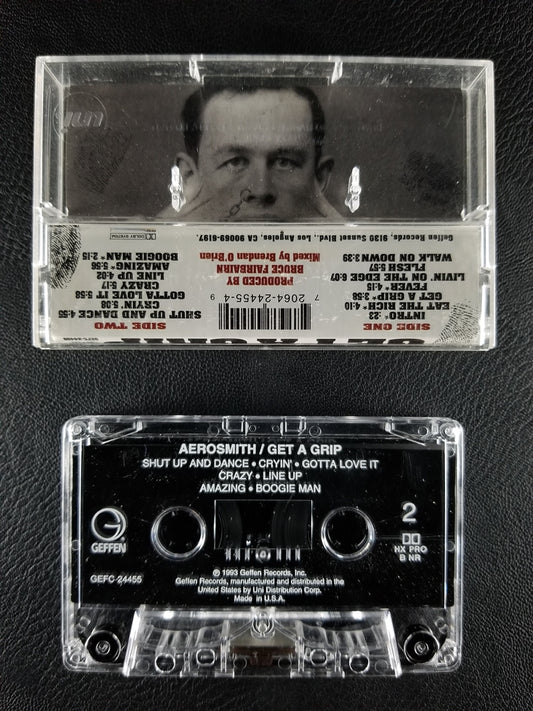 GET A GRIP
GEFC-24455
SIDE ONE
INTRO* :23
EAT THE RICH* 4:10
GET A GRIP* 3:58
FEVER* 4:15
LIVIN' ON THE EDGE 6:07
FLESH 5:57
WALK ON DOWN 3:39
7 2064-24455-4 9
PRODUCED BY
BRUCE FAIRBAIRN
Mixed by Brendan O'Brien
SIDE TWO
SHUT UP AND DANCE 4:55
CRYIN' 5:08
GOTTA LOVE IT 5:58
CRAZY 5:17
LINE UP 4:02
AMAZING* 5:56
BOOGIE MAN* 2:15
DOLBY SYSTEM
Geffen Records, 9130 Sunset Blvd., Los Angeles, CA 90069-6197.
AEROSMITH / GET A GRIP
SHUT UP AND DANCE • CRYIN' • GOTTA LOVE IT
CRAZY • LINE UP
AMAZING • BOOGIE MAN
G
GEFFEN
2
HX PRO
B NR
GEFC-24455
℗ 1993 Geffen Records, Inc.
Geffen Records, manufactured and distributed in the
United States by Uni Distribution Corp.
Made in U.S.A.